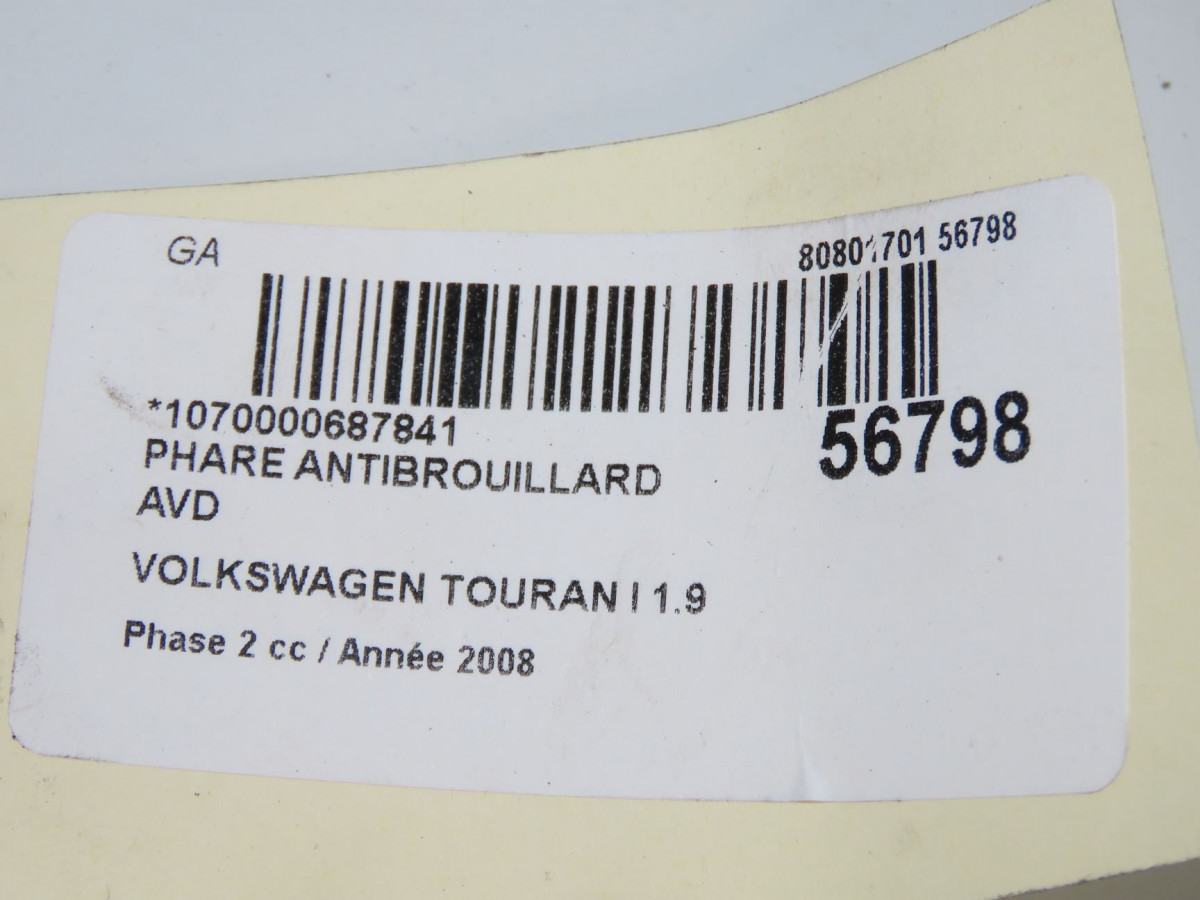 GA
80801701 56798
*1070000687841
56798
PHARE ANTIBROUILLARD
AVD
VOLKSWAGEN TOURAN I 1.9
Phase 2 cc / Année 2008